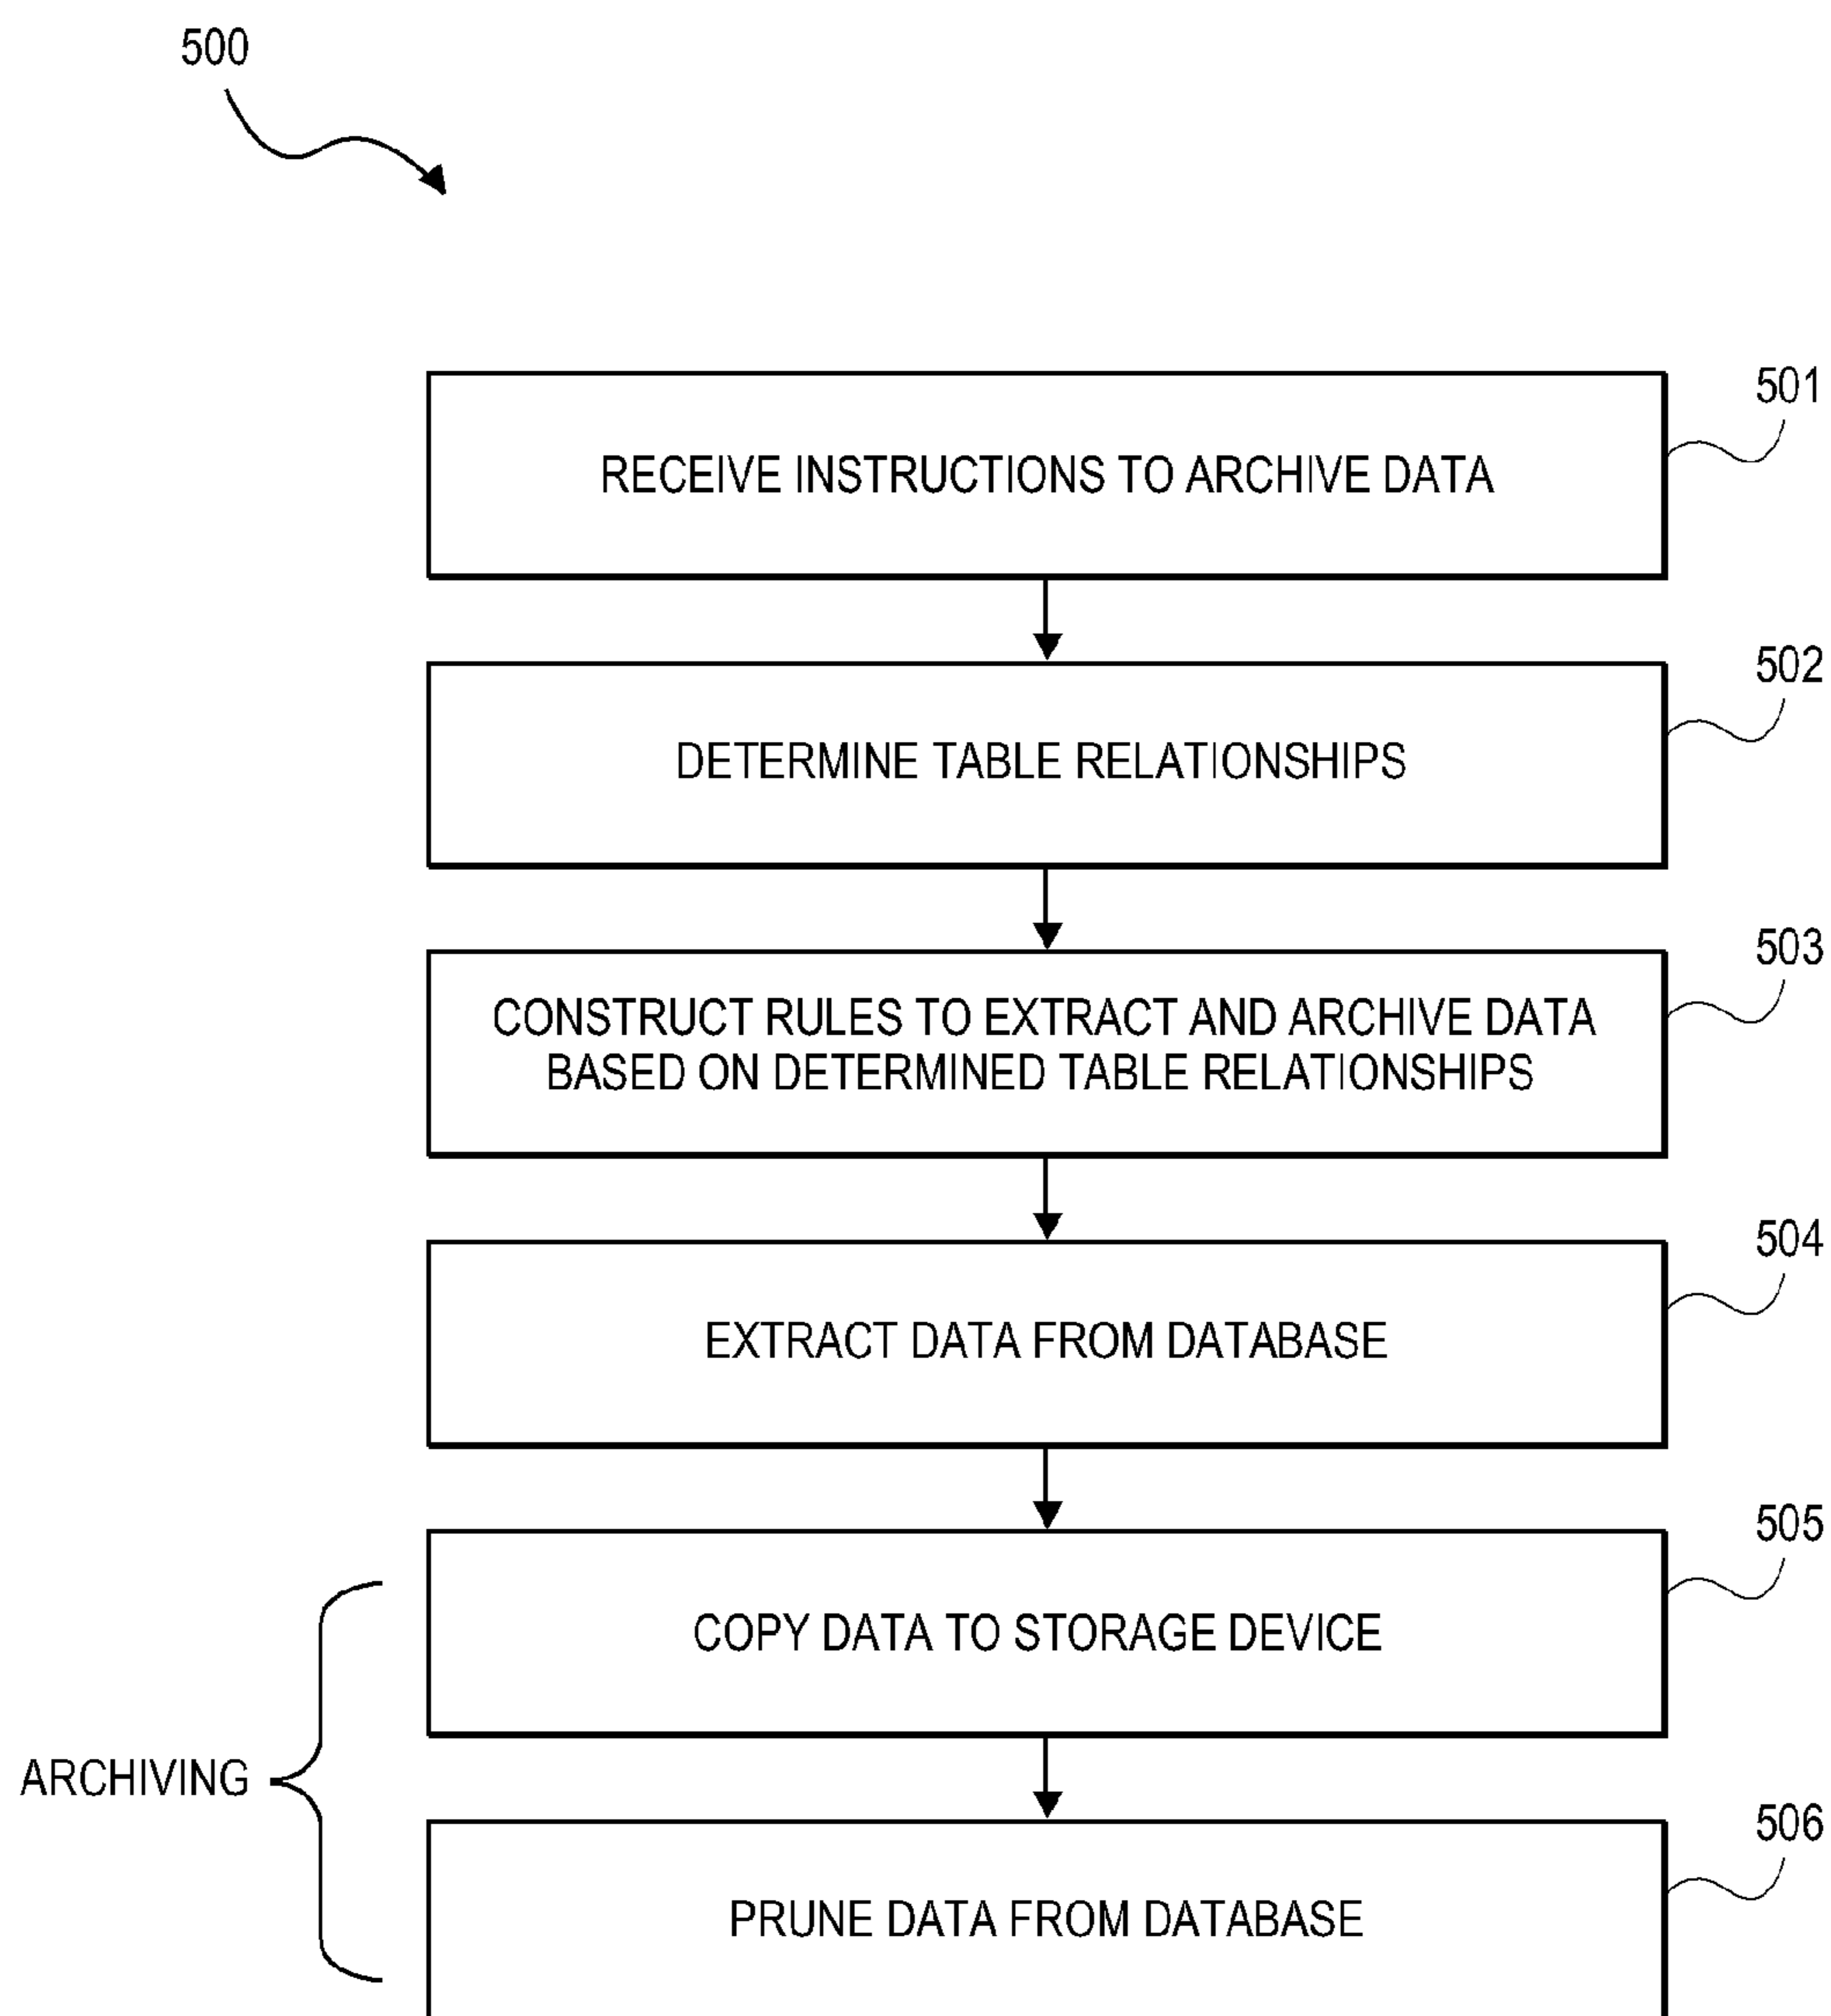 500
501
RECEIVE INSTRUCTIONS TO ARCHIVE DATA
502
DETERMINE TABLE RELATIONSHIPS
503
CONSTRUCT RULES TO EXTRACT AND ARCHIVE DATA
BASED ON DETERMINED TABLE RELATIONSHIPS
504
EXTRACT DATA FROM DATABASE
505
COPY DATA TO STORAGE DEVICE
ARCHIVING
506
PRUNE DATA FROM DATABASE